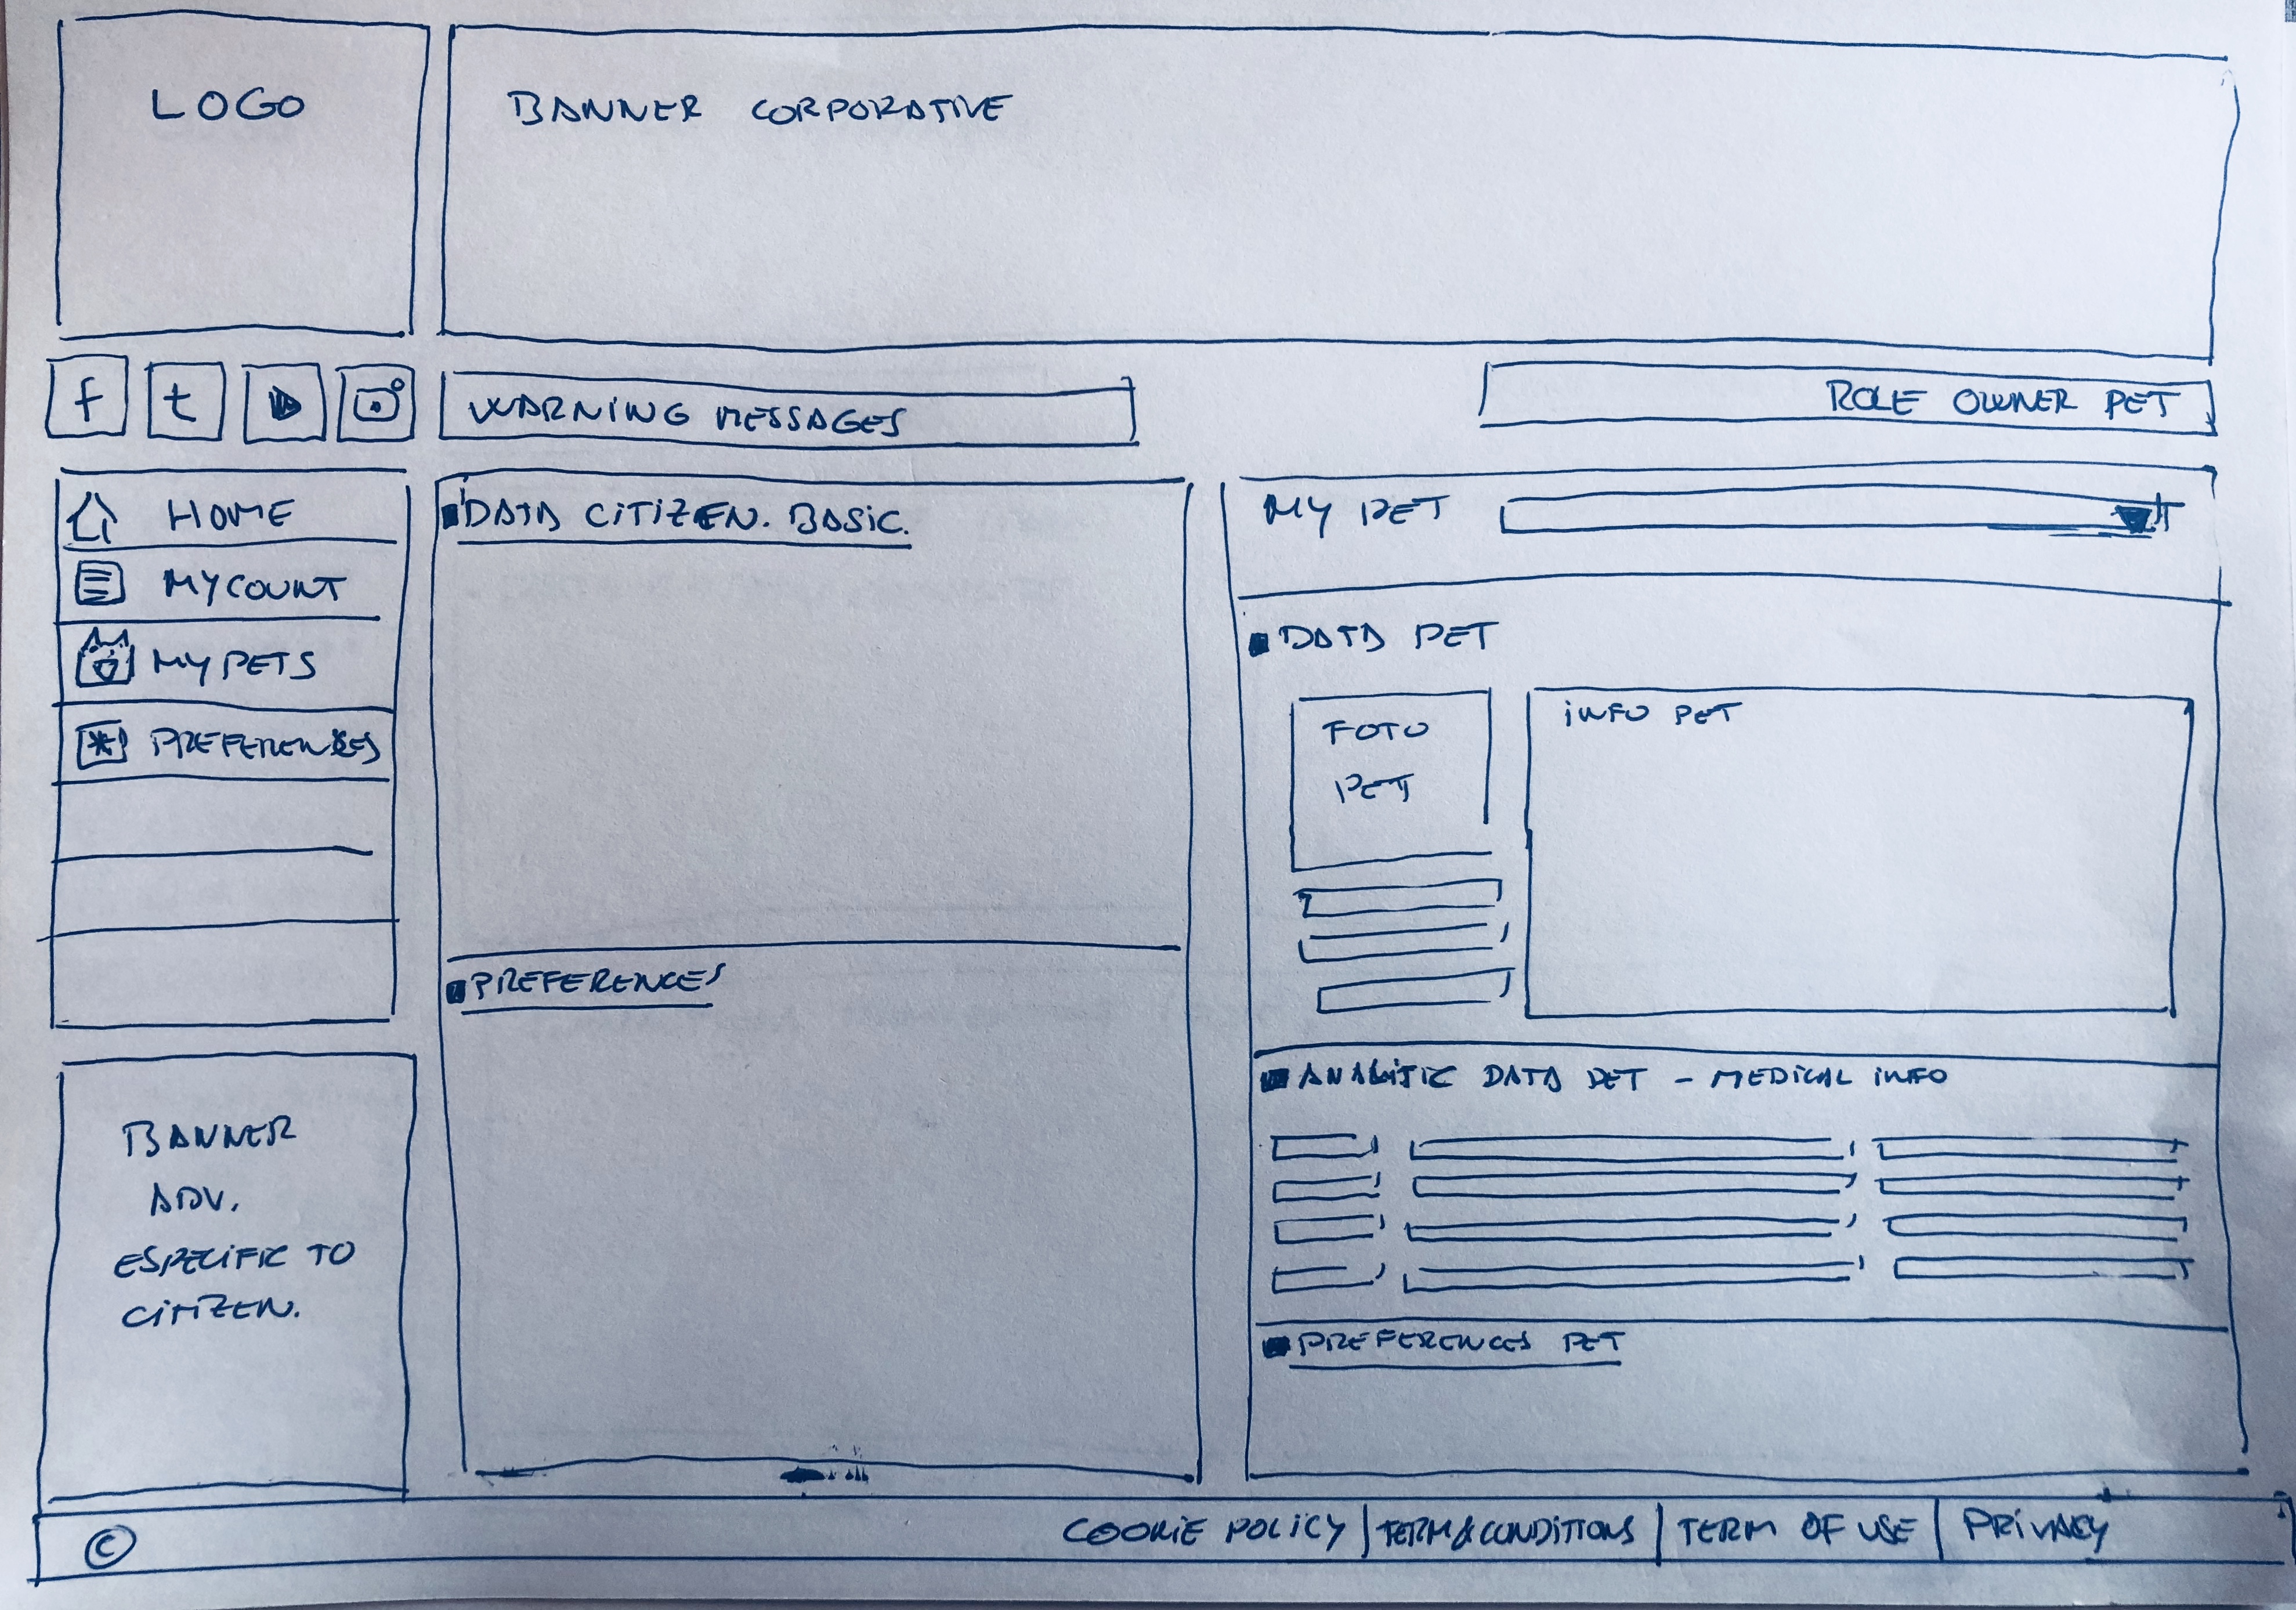 LOGO
BANNER CORPORATIVE
f
t
WARNING MESSAGES
ROLE OWNER PET
HOME
MYCOUNT
MY PETS
PREFERENCES
BANNER
ADV.
ESPECIFIC TO
CITIZEN.
DATA CITIZEN. BASIC.
PREFERENCES
MY PET
DATA PET
FOTO
PET
INFO PET
ANALITIC DATA PET - MEDICAL INFO
PREFERENCES PET
© COOKIE POLICY | TERM & CONDITIONS | TERM OF USE | PRIVACY